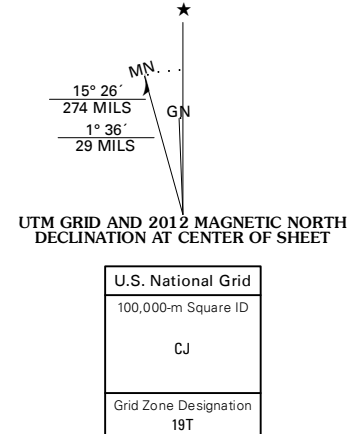 ★
MN
15° 26´
274 MILS
GN
1° 36´
29 MILS
UTM GRID AND 2012 MAGNETIC NORTH
DECLINATION AT CENTER OF SHEET
U.S. National Grid
100,000-m Square ID
CJ
Grid Zone Designation
19T